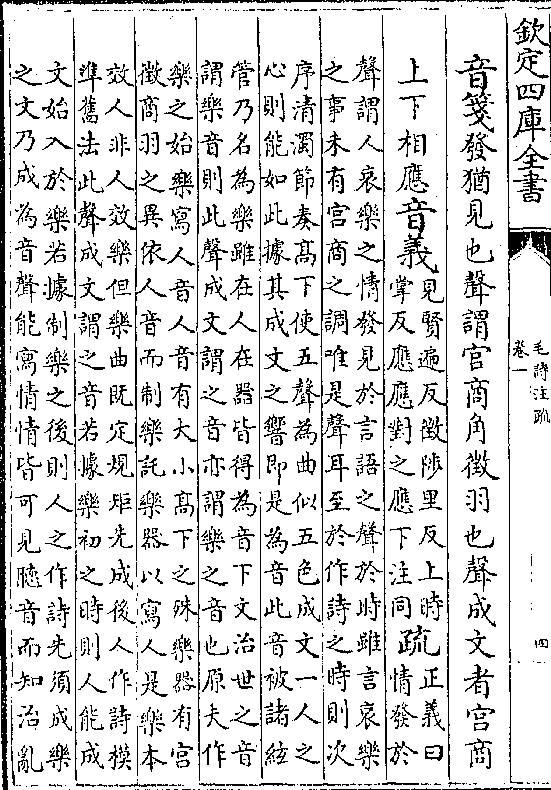 欽定四庫全書
毛詩注疏
卷一
四
音箋發猶見也聲謂宮商角徵羽也聲成文者宮商
上下相應音義見賢遍反徵陟里反上時
掌反應應對之應下注同疏正義曰
情發於
聲謂人哀樂之情發見於言語之聲於時雖言哀樂
之事未有宮商之調唯是聲耳至於作詩之時則次
序清濁節奏高下使五聲為曲似五色成文一人之
心則能如此據其成文之響即是為音此音被諸絃
管乃名為樂雖在人在器皆得為音下文治世之音
謂樂音則此聲成文謂之音亦謂樂之音也原夫作
樂之始樂寫人音人音有大小高下之殊樂器有宮
徵商羽之異依人音而制樂託樂器以寫人是樂本
效人非人效樂但樂曲既定規矩先成後人作詩模
準舊法此聲成文謂之音若據樂初之時則人能成
文始入於樂若據制樂之後則人之作詩先須成樂
之文乃成為音聲能寫情情皆可見聽音而知治亂